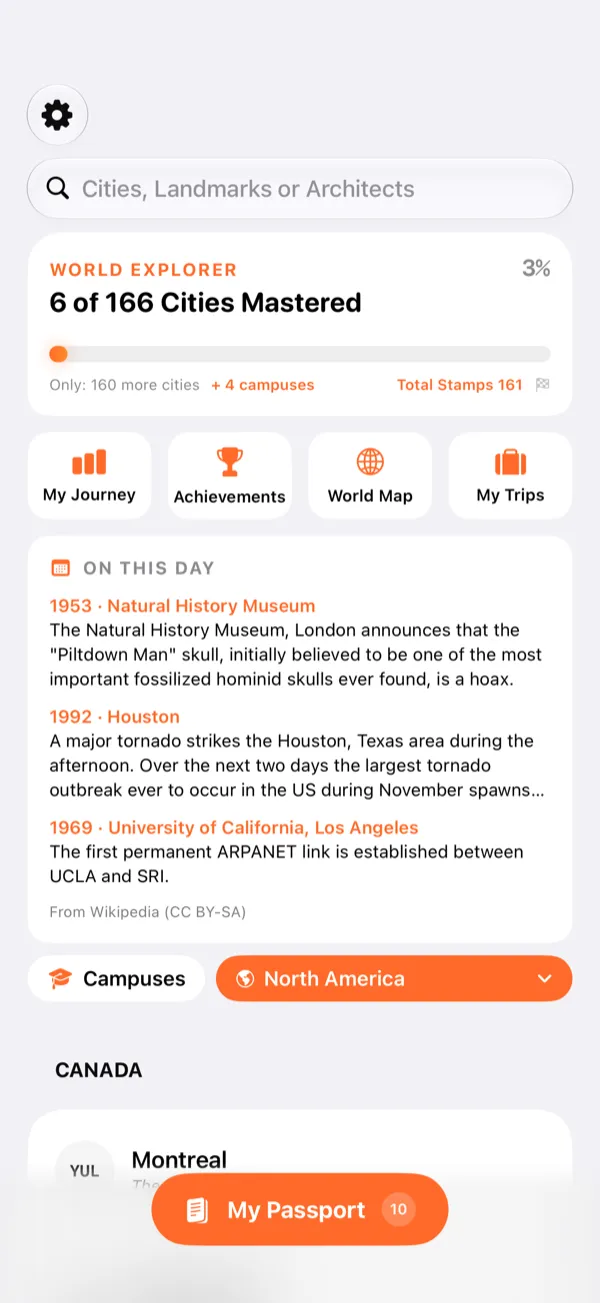 Cities, Landmarks or Architects
WORLD EXPLORER
3%
6 of 166 Cities Mastered
Only: 160 more cities + 4 campuses
Total Stamps 161
My Journey
Achievements
World Map
My Trips
ON THIS DAY
1953 · Natural History Museum
The Natural History Museum, London announces that the
"Piltdown Man" skull, initially believed to be one of the most
important fossilized hominid skulls ever found, is a hoax.
1992 · Houston
A major tornado strikes the Houston, Texas area during the
afternoon. Over the next two days the largest tornado
outbreak ever to occur in the US during November spawns...
1969 · University of California, Los Angeles
The first permanent ARPANET link is established between
UCLA and SRI.
From Wikipedia (CC BY-SA)
Campuses
North America
CANADA
YUL
Montreal
My Passport
10